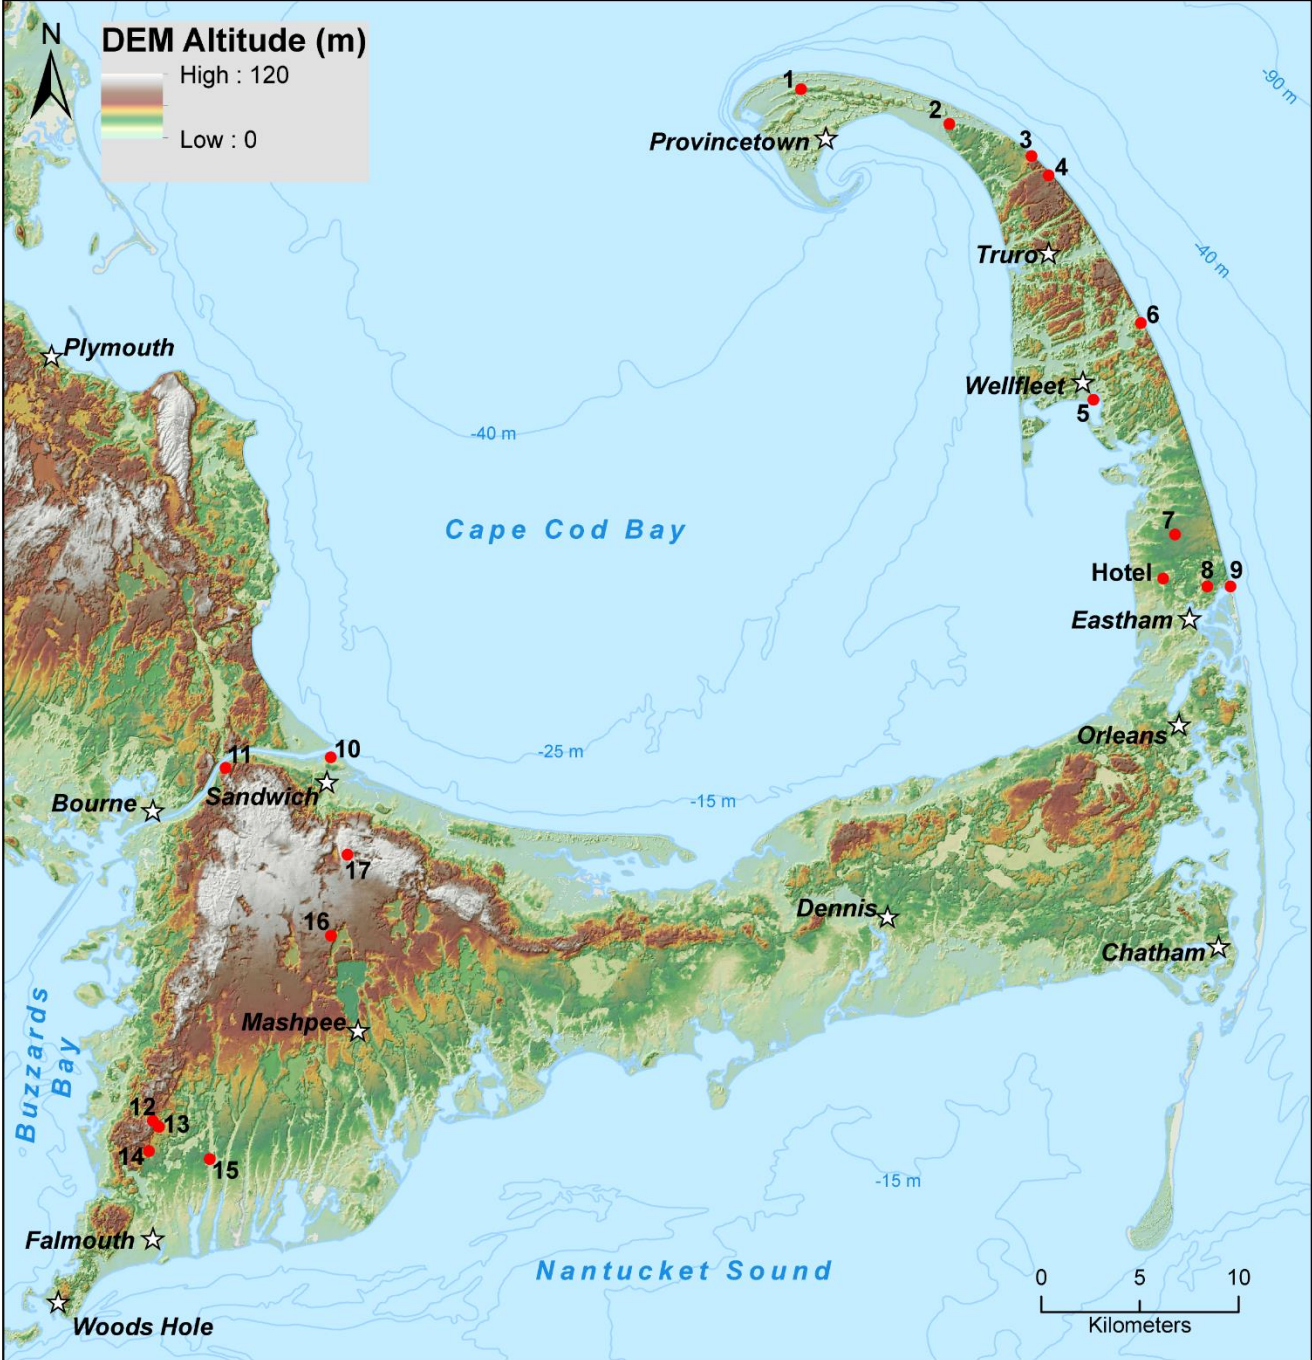 N
DEM Altitude (m)
High : 120
Low : 0
-90 m
1
2
Provincetown
3
4
Truro
-40 m
6
Plymouth
Wellfleet
5
-40 m
Cape Cod Bay
7
Hotel
8
9
Eastham
Orleans
11
10
-25 m
Sandwich
Bourne
-15 m
17
Dennis
16
Chatham
Mashpee
Buzzards
Bay
12
13
14
15
-15 m
Falmouth
Nantucket Sound
0
5
10
Kilometers
Woods Hole